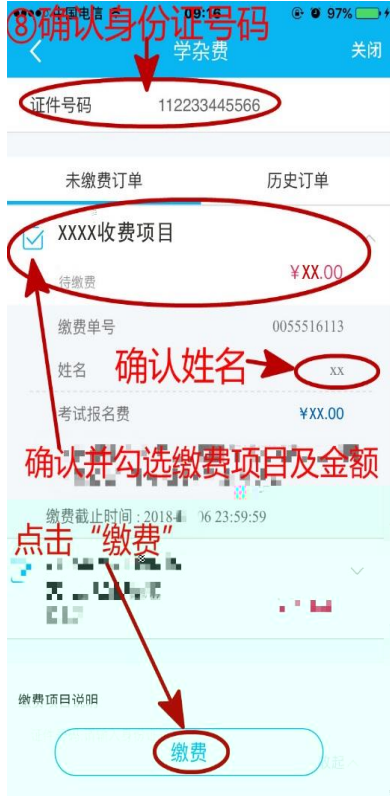 中国电信 09:16 97%
⑧确认身份证号码
学杂费 关闭
证件号码 112233445566
未缴费订单 历史订单
XXXX收费项目
待缴费 ¥XX.00
缴费单号 0055516113
姓名 xx
确认姓名
考试报名费 ¥XX.00
确认并勾选缴费项目及金额
缴费截止时间 : 2018- 06 23:59:59
点击“缴费”
缴费项目说明
缴费
收起